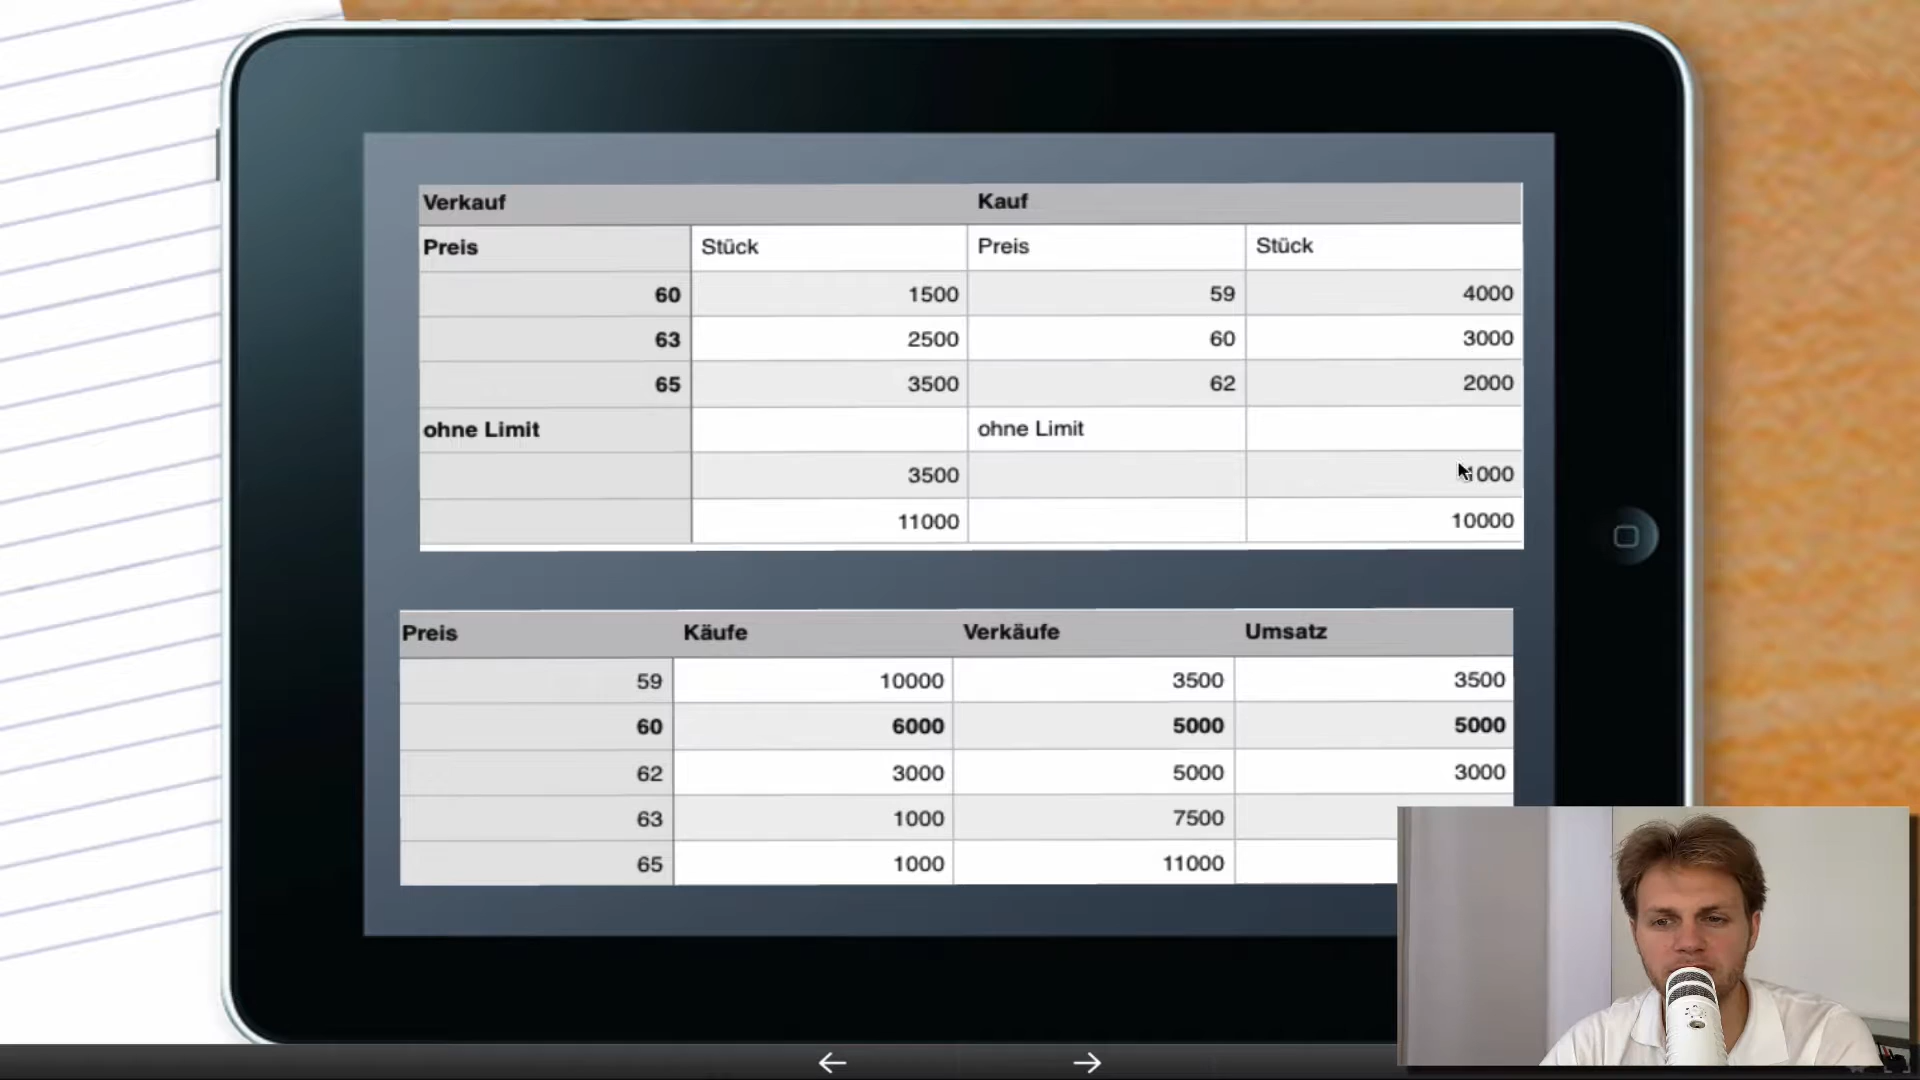 Verkauf Kauf
Preis Stück Preis Stück
60 1500 59 4000
63 2500 60 3000
65 3500 62 2000
ohne Limit ohne Limit
3500 1000
11000 10000
Preis Käufe Verkäufe Umsatz
59 10000 3500 3500
60 6000 5000 5000
62 3000 5000 3000
63 1000 7500
65 1000 11000